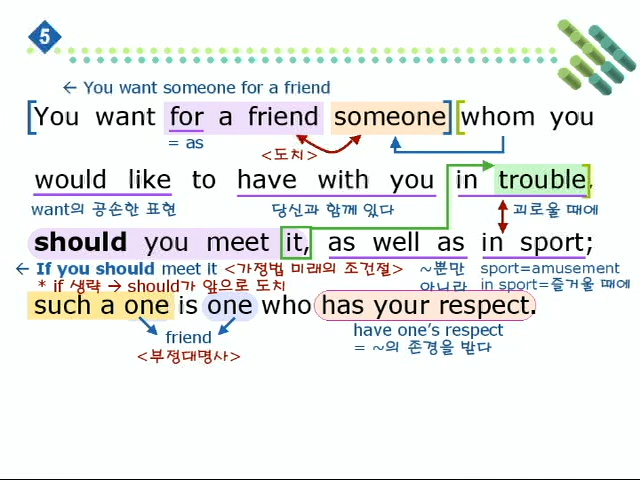 5
← You want someone for a friend
[You want for a friend someone] [whom you
= as
<도치>
would like to have with you in trouble],
want의 공손한 표현 당신과 함께 있다 괴로울 때에
should you meet it, as well as in sport;
← If you should meet it <가정법 미래의 조건절> ~뿐만 아니라 sport=amusement
* if 생략 → should가 앞으로 도치 in sport=즐거울 때에
such a one is one who has your respect.
friend have one's respect
<부정대명사> = ~의 존경을 받다